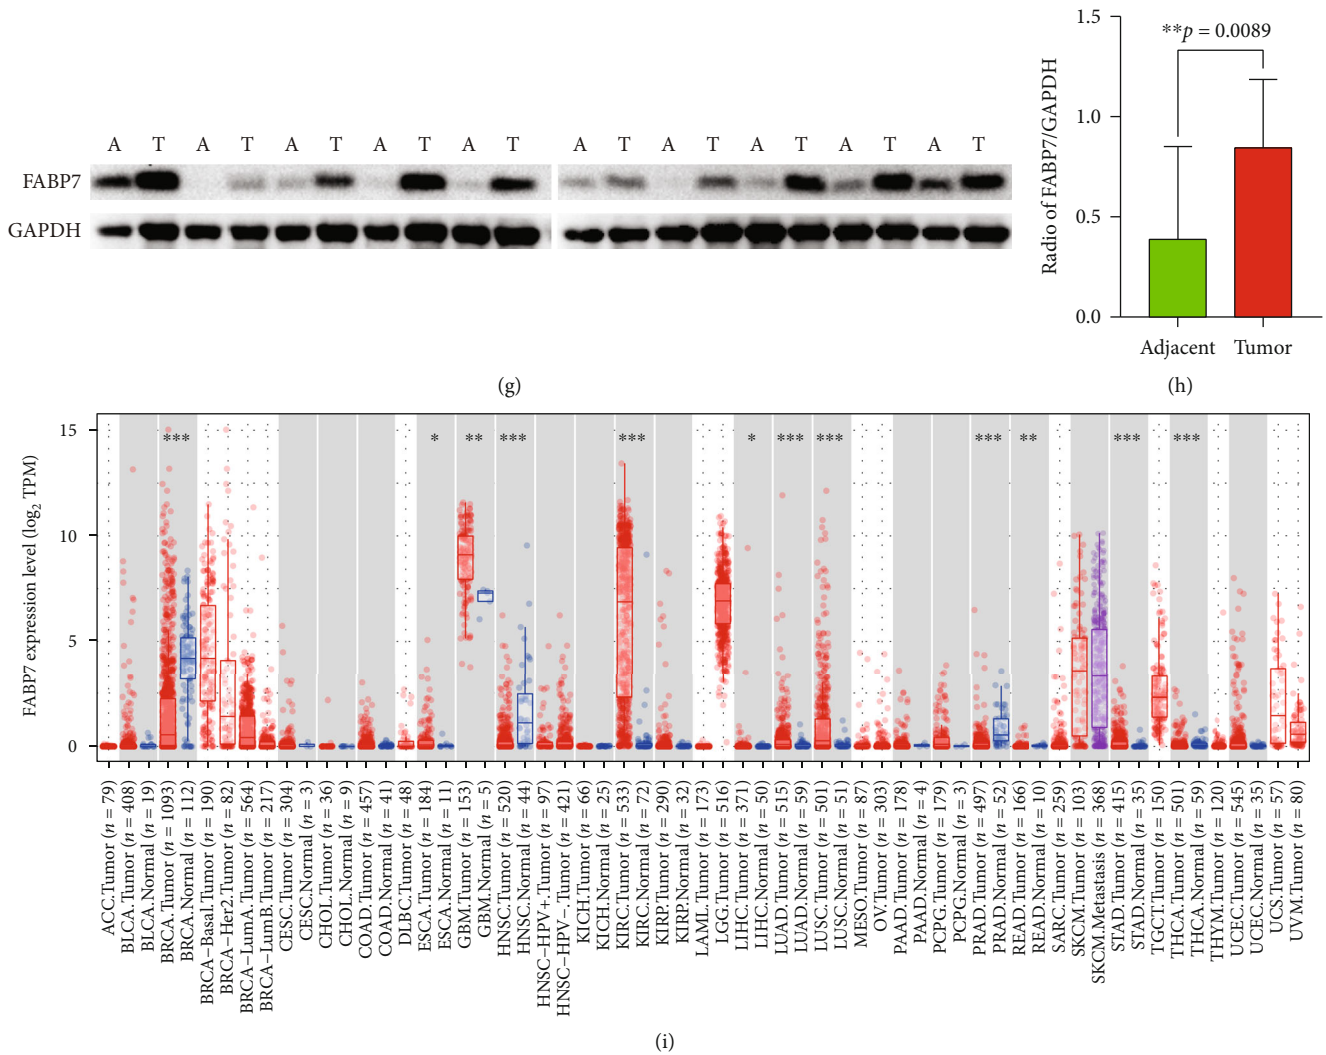 A T A T A T A T A T A T A T A T A T A T
FABP7
GAPDH
(g)
1.5
1.0
0.5
0.0
Radio of FABP7/GAPDH
**p = 0.0089
Adjacent Tumor
(h)
FABP7 expression level (log2 TPM)
15
10
5
0
*** * ** *** *** * *** *** *** ** *** ***
ACC.Tumor (n = 79)
BLCA.Tumor (n = 408)
BLCA.Normal (n = 19)
BRCA.Tumor (n = 1093)
BRCA.Normal (n = 112)
BRCA−Basal.Tumor (n = 190)
BRCA−Her2.Tumor (n = 82)
BRCA−LumA.Tumor (n = 564)
BRCA−LumB.Tumor (n = 217)
CESC.Tumor (n = 304)
CESC.Normal (n = 3)
CHOL.Tumor (n = 36)
CHOL.Normal (n = 9)
COAD.Tumor (n = 457)
COAD.Normal (n = 41)
DLBC.Tumor (n = 48)
ESCA.Tumor (n = 184)
ESCA.Normal (n = 11)
GBM.Tumor (n = 153)
GBM.Normal (n = 5)
HNSC.Tumor (n = 520)
HNSC.Normal (n = 44)
HNSC−HPV+.Tumor (n = 97)
HNSC−HPV−.Tumor (n = 421)
KICH.Tumor (n = 66)
KICH.Normal (n = 25)
KIRC.Tumor (n = 533)
KIRC.Normal (n = 72)
KIRP.Tumor (n = 290)
KIRP.Normal (n = 32)
LAML.Tumor (n = 173)
LGG.Tumor (n = 516)
LIHC.Tumor (n = 371)
LIHC.Normal (n = 50)
LUAD.Tumor (n = 515)
LUAD.Normal (n = 59)
LUSC.Tumor (n = 501)
LUSC.Normal (n = 51)
MESO.Tumor (n = 87)
OV.Tumor (n = 303)
PAAD.Tumor (n = 178)
PAAD.Normal (n = 4)
PCPG.Tumor (n = 179)
PCPG.Normal (n = 3)
PRAD.Tumor (n = 497)
PRAD.Normal (n = 52)
READ.Tumor (n = 166)
READ.Normal (n = 10)
SARC.Tumor (n = 259)
SKCM.Tumor (n = 103)
SKCM.Metastasis (n = 368)
STAD.Tumor (n = 415)
STAD.Normal (n = 35)
TGCT.Tumor (n = 150)
THCA.Tumor (n = 501)
THCA.Normal (n = 59)
THYM.Tumor (n = 120)
UCEC.Tumor (n = 545)
UCEC.Normal (n = 35)
UCS.Tumor (n = 57)
UVM.Tumor (n = 80)
(i)